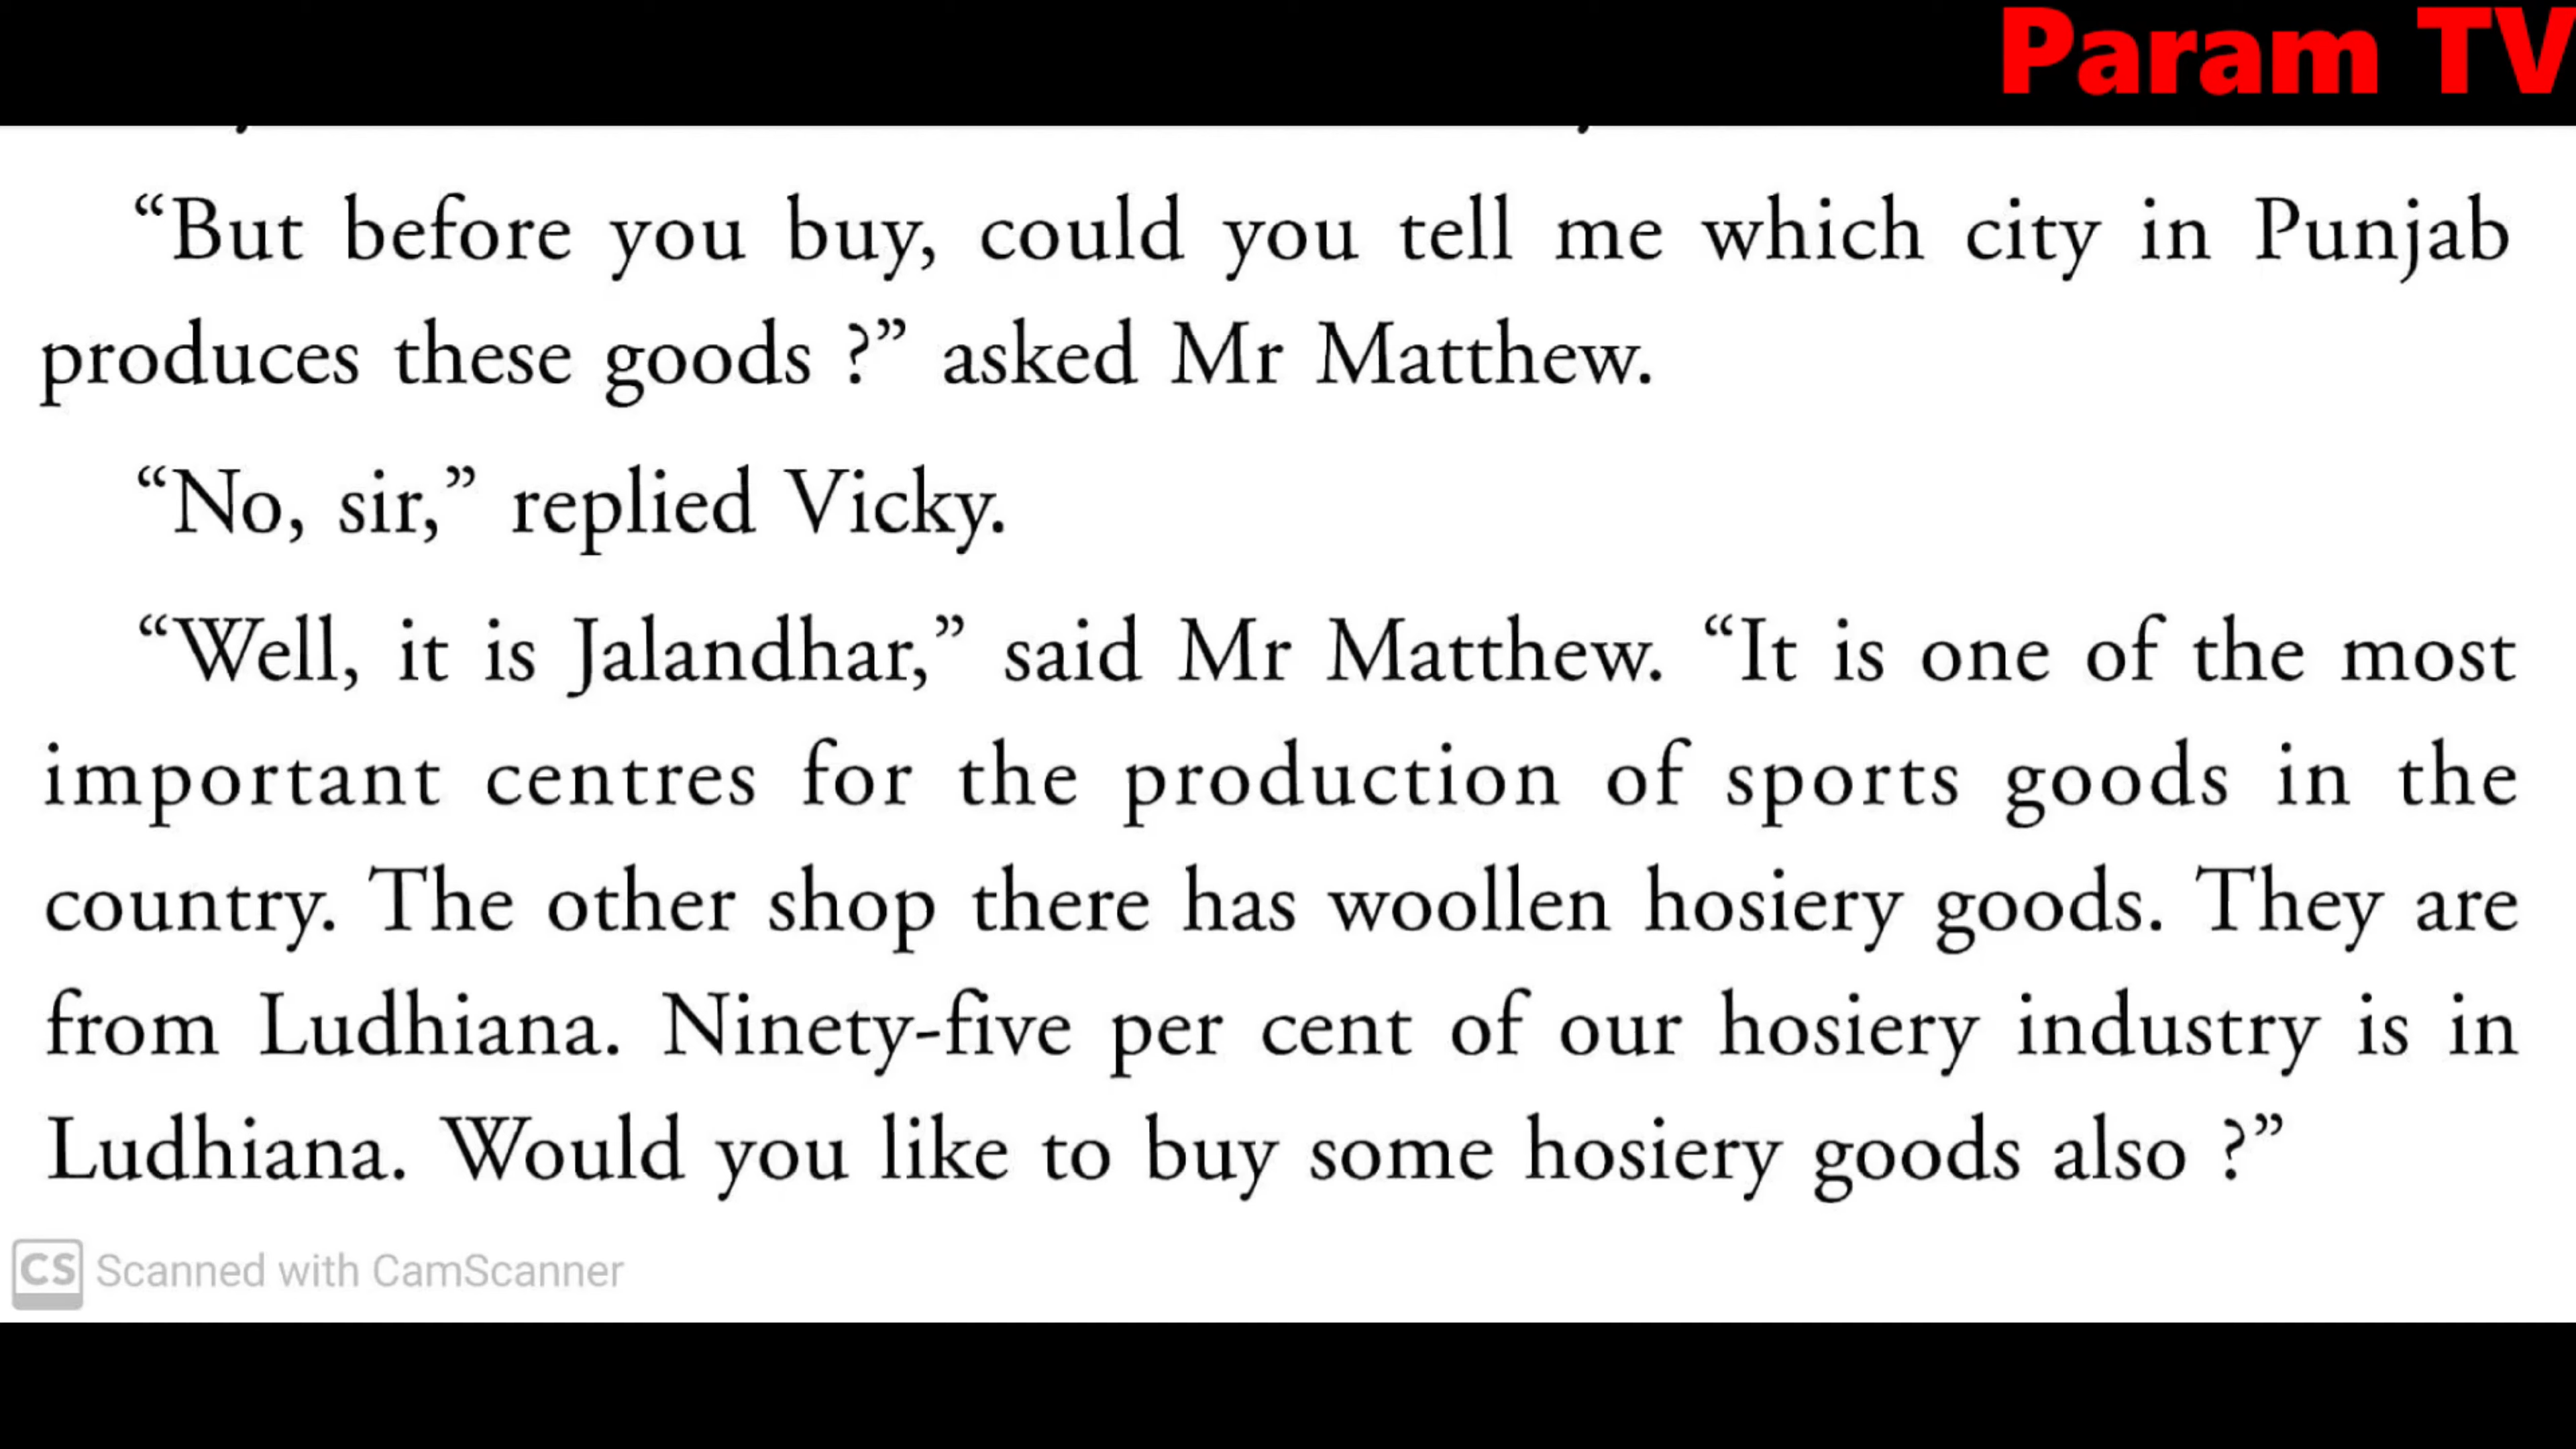 Param TV
“But before you buy, could you tell me which city in Punjab
produces these goods ?” asked Mr Matthew.
“No, sir,” replied Vicky.
“Well, it is Jalandhar,” said Mr Matthew. “It is one of the most
important centres for the production of sports goods in the
country. The other shop there has woollen hosiery goods. They are
from Ludhiana. Ninety-five per cent of our hosiery industry is in
Ludhiana. Would you like to buy some hosiery goods also ?”
CS Scanned with CamScanner